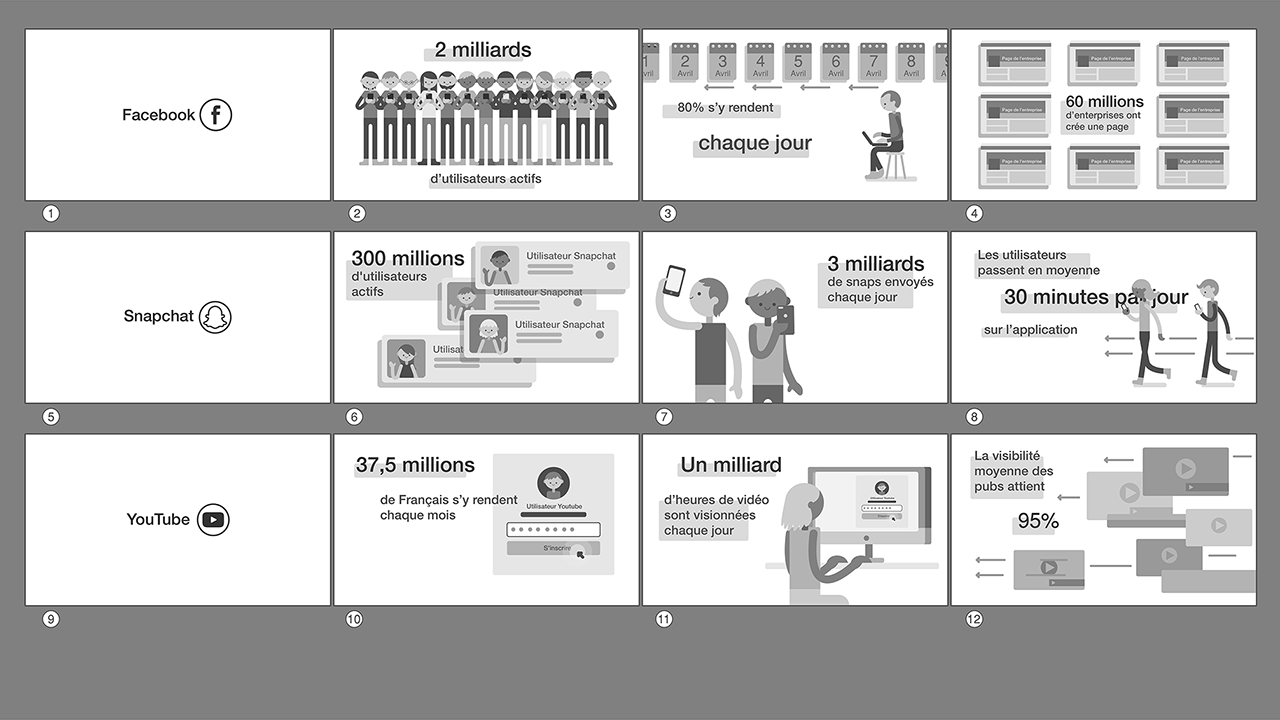 Facebook
2 milliards
d'utilisateurs actifs
1 2 3 4 5 6 7 8 9
vril Avril Avril Avril Avril Avril Avril Avril
80% s'y rendent
chaque jour
Page de l'entreprise Page de l'entreprise Page de l'entreprise
Page de l'entreprise
60 millions
d'enterprises ont
crée une page
Page de l'entreprise
Page de l'entreprise Page de l'entreprise Page de l'entreprise
1
2
3
4
Snapchat
300 millions
d'utilisateurs
actifs
Utilisateur Snapchat
Utilisateur Snapchat
Utilisateur Snapchat
Utilisat
3 milliards
de snaps envoyés
chaque jour
Les utilisateurs
passent en moyenne
30 minutes par jour
sur l'application
5
6
7
8
YouTube
37,5 millions
de Français s'y rendent
chaque mois
Utilisateur Youtube
S'inscrire
Un milliard
d'heures de vidéo
sont visionnées
chaque jour
Utilisateur Youtube
S'inscrire
La visibilité
moyenne des
pubs attient
95%
9
10
11
12